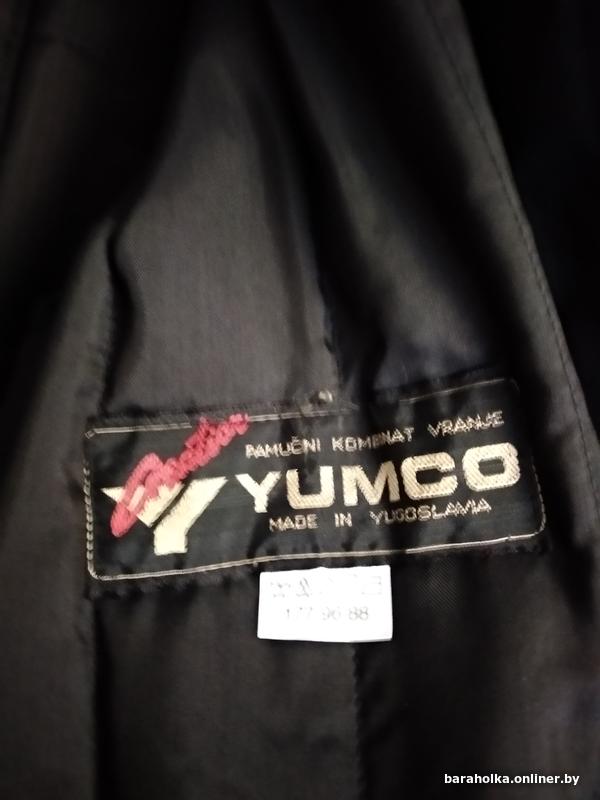 PAMUČNI KOMBINAT VRANJE
YUMCO
MADE IN YUGOSLAVIA
177-96-88
baraholka.onliner.by